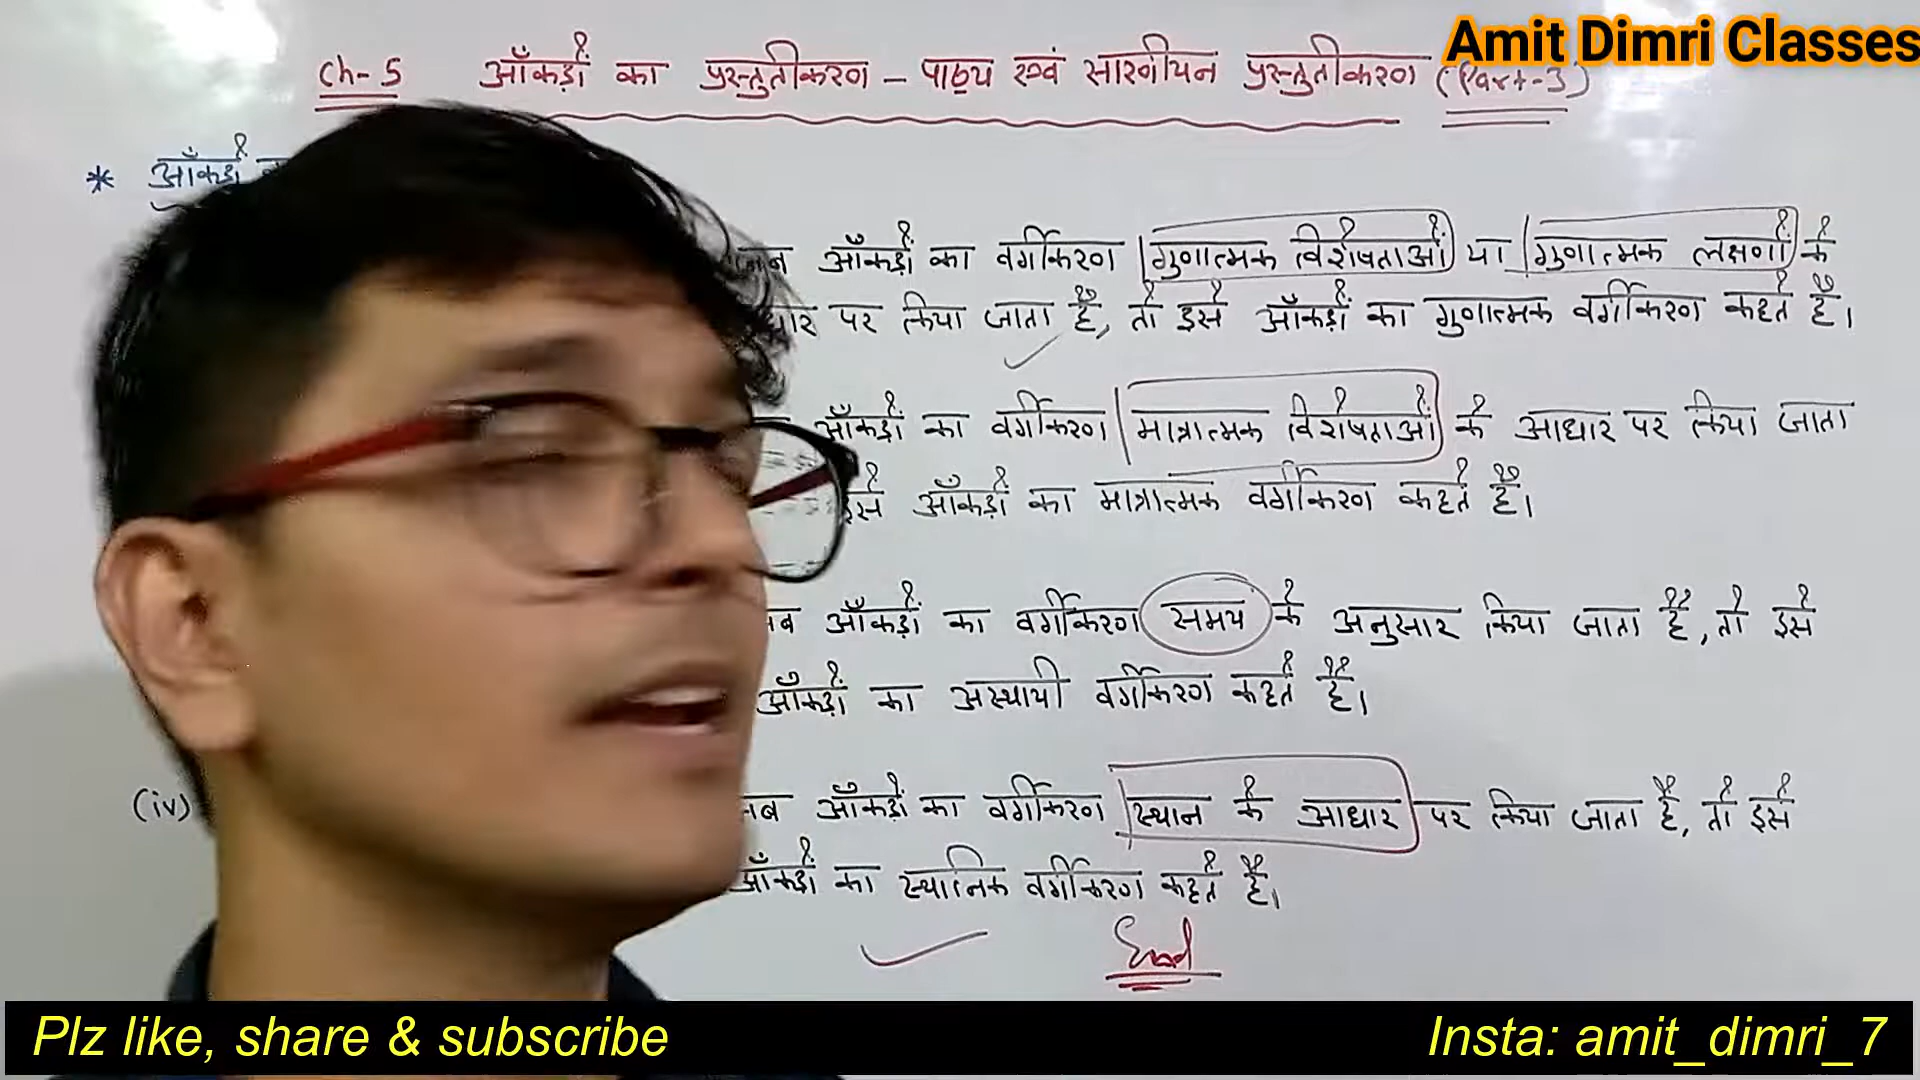 Amit Dimri Classes
Ch-5 आँकड़ों का प्रस्तुतीकरण – पाठ्य एवं सारणीयन प्रस्तुतीकरण (Part-3)
* आँकड़ों
आँकड़ों का वर्गीकरण गुणात्मक विशेषताओं या गुणात्मक लक्षणों के
पर किया जाता है, तो इसे आँकड़ों का गुणात्मक वर्गीकरण कहते हैं।
आँकड़ों का वर्गीकरण मात्रात्मक विशेषताओं के आधार पर किया जाता
इसे आँकड़ों का मात्रात्मक वर्गीकरण कहते हैं।
आँकड़ों का वर्गीकरण समय के अनुसार किया जाता है, तो इसे
आँकड़ों का अस्थायी वर्गीकरण कहते हैं।
(iv) आँकड़ों का वर्गीकरण स्थान के आधार पर किया जाता है, तो इसे
आँकड़ों का स्थानिक वर्गीकरण कहते हैं।
End
Plz like, share & subscribe
Insta: amit_dimri_7